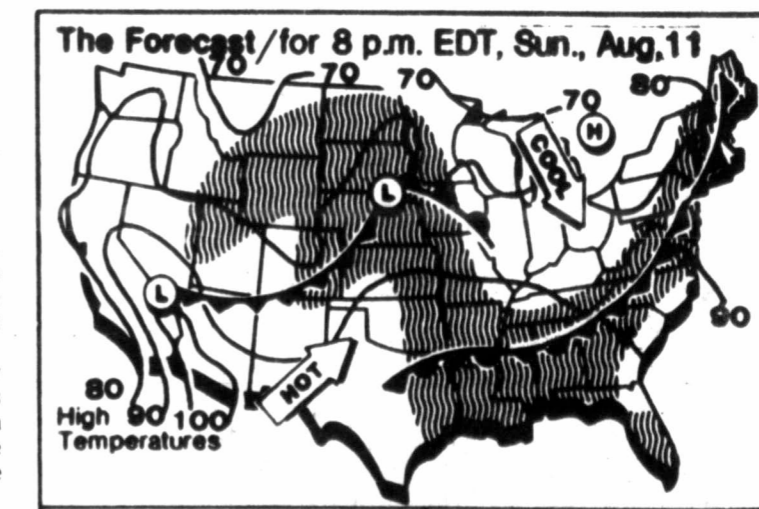 The Forecast/for 8 p.m. EDT, Sun., Aug.11
70
70
70
70
80
H
COOL
L
L
90
HOT
80
High 90 100
Temperatures